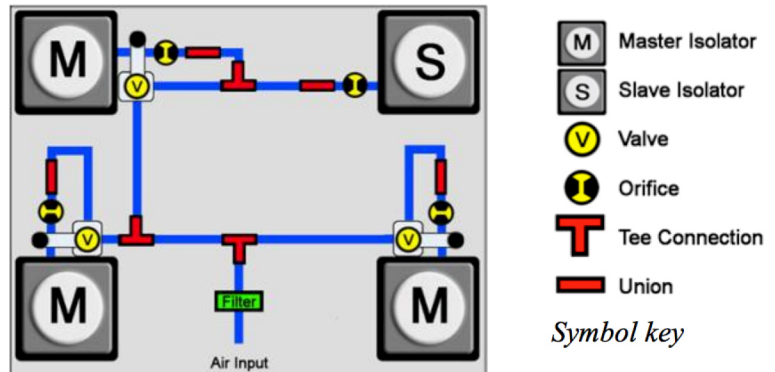 M
S
V
V
V
M
Filter
M
Air Input
M Master Isolator
S Slave Isolator
V Valve
Orifice
Tee Connection
Union
Symbol key